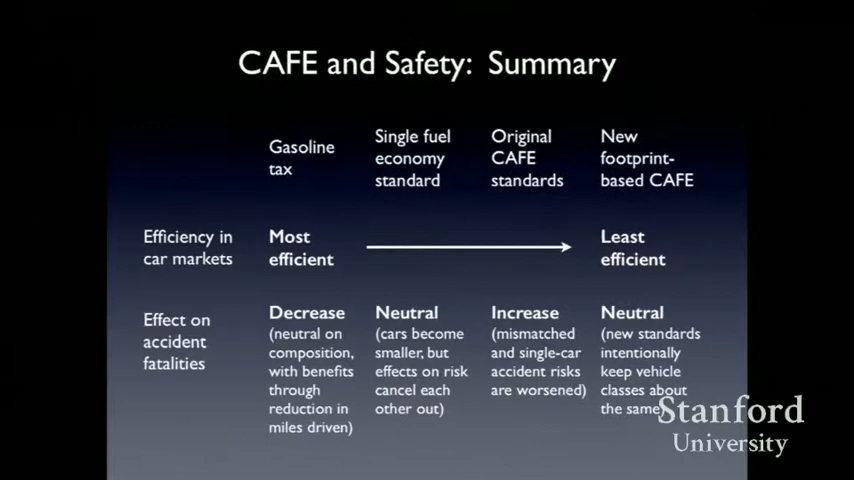 CAFE and Safety: Summary
Gasoline
tax
Single fuel
economy
standard
Original
CAFE
standards
New
footprint-
based CAFE
Efficiency in
car markets
Most
efficient
Least
efficient
Effect on
accident
fatalities
Decrease
(neutral on
composition,
with benefits
through
reduction in
miles driven)
Neutral
(cars become
smaller, but
effects on risk
cancel each
other out)
Increase
(mismatched
and single-car
accident risks
are worsened)
Neutral
(new standards
intentionally
keep vehicle
classes about
the same)
Stanford
University